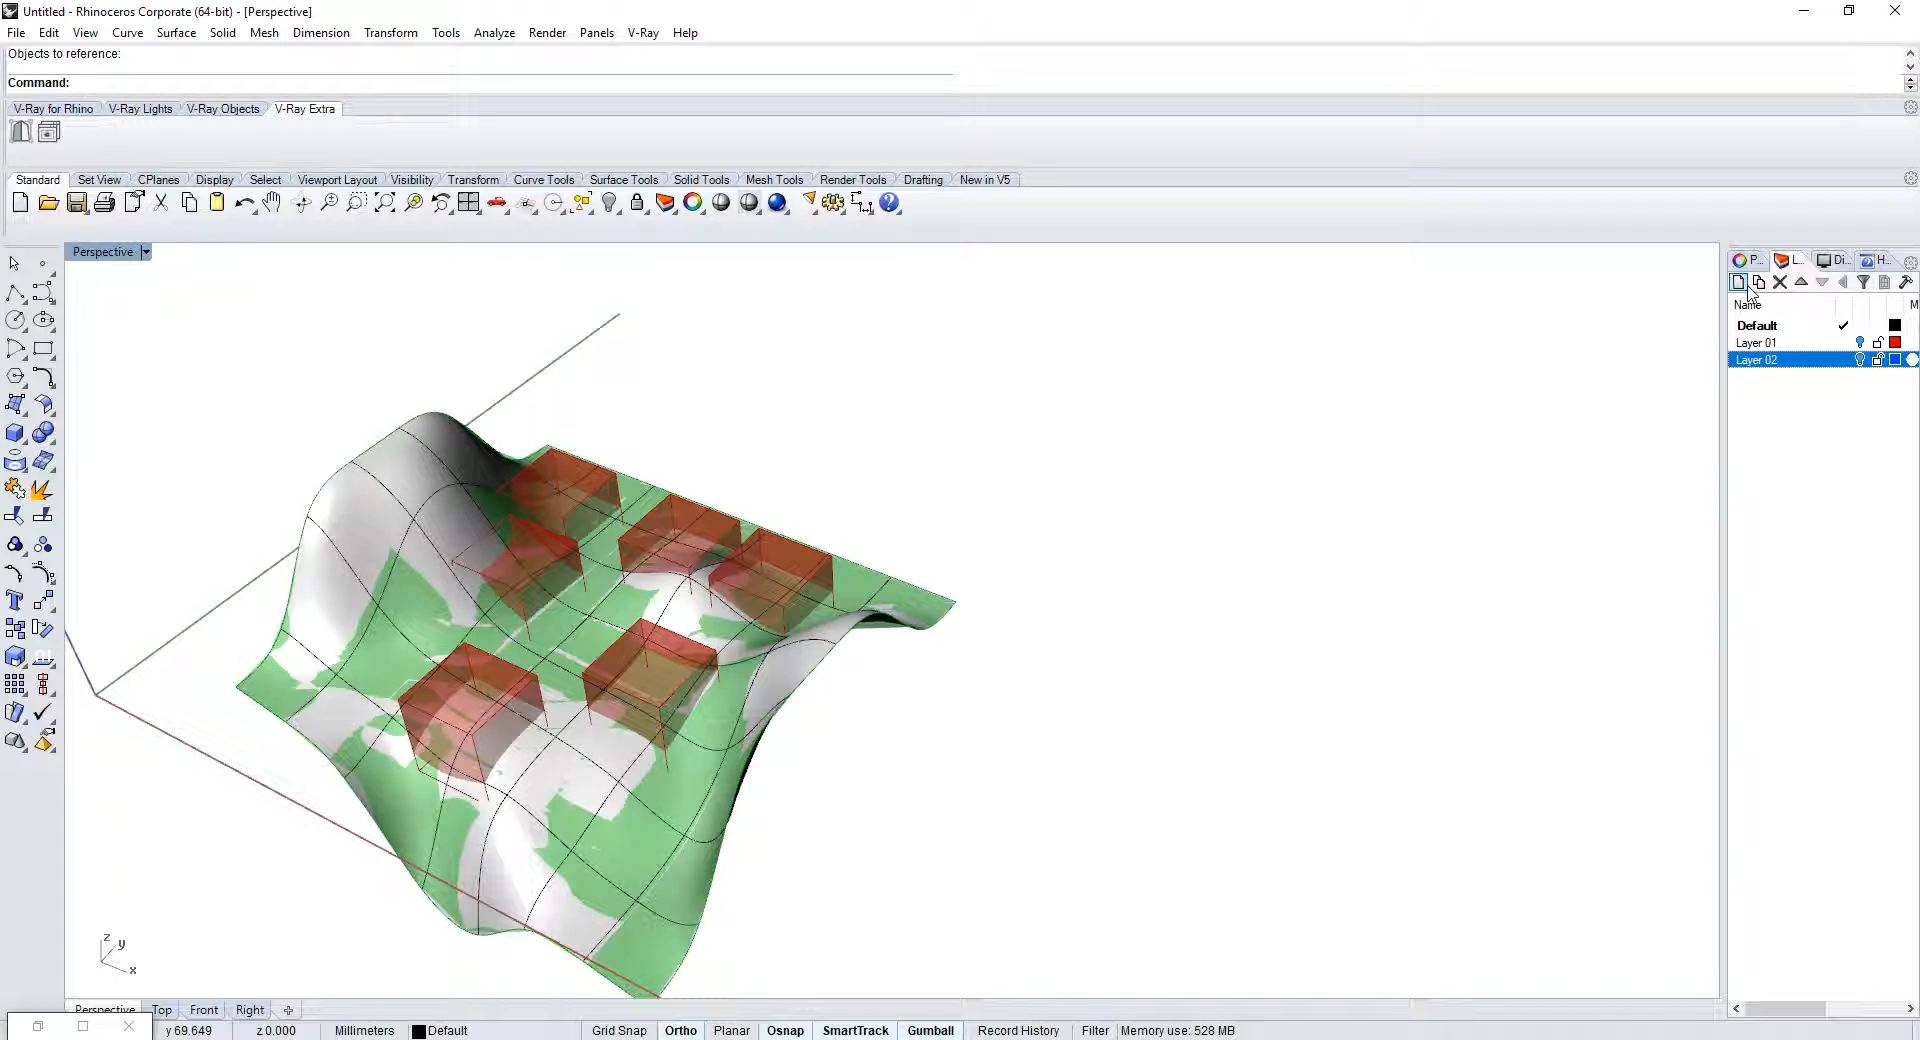 Untitled - Rhinoceros Corporate (64-bit) - [Perspective]
File Edit View Curve Surface Solid Mesh Dimension Transform Tools Analyze Render Panels V-Ray Help
Objects to reference:
Command:
V-Ray for Rhino V-Ray Lights V-Ray Objects V-Ray Extra
Standard Set View CPlanes Display Select Viewport Layout Visibility Transform Curve Tools Surface Tools Solid Tools Mesh Tools Render Tools Drafting New in V5
Perspective
P... L... Di... H...
Name M
Default
Layer 01
Layer 02
z
y
x
Perspective Top Front Right
y 69.649 z 0.000 Millimeters Default Grid Snap Ortho Planar Osnap SmartTrack Gumball Record History Filter Memory use: 528 MB